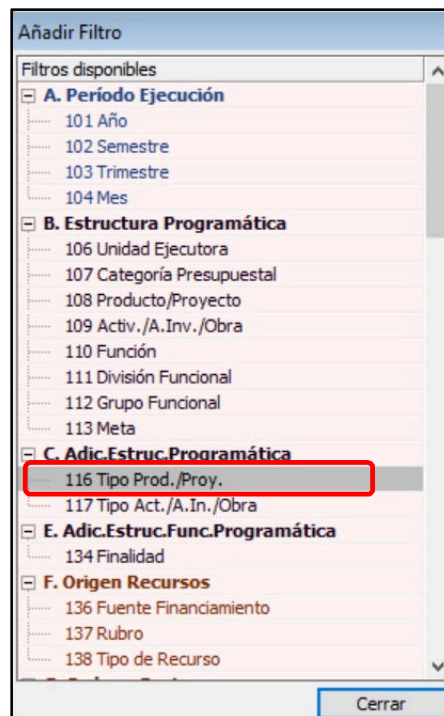 Añadir Filtro
Filtros disponibles
A. Período Ejecución
101 Año
102 Semestre
103 Trimestre
104 Mes
B. Estructura Programática
106 Unidad Ejecutora
107 Categoría Presupuestal
108 Producto/Proyecto
109 Activ./A.Inv./Obra
110 Función
111 División Funcional
112 Grupo Funcional
113 Meta
C. Adic.Estruc.Programática
116 Tipo Prod./Proy.
117 Tipo Act./A.In./Obra
E. Adic.Estruc.Func.Programática
134 Finalidad
F. Origen Recursos
136 Fuente Financiamiento
137 Rubro
138 Tipo de Recurso
Cerrar